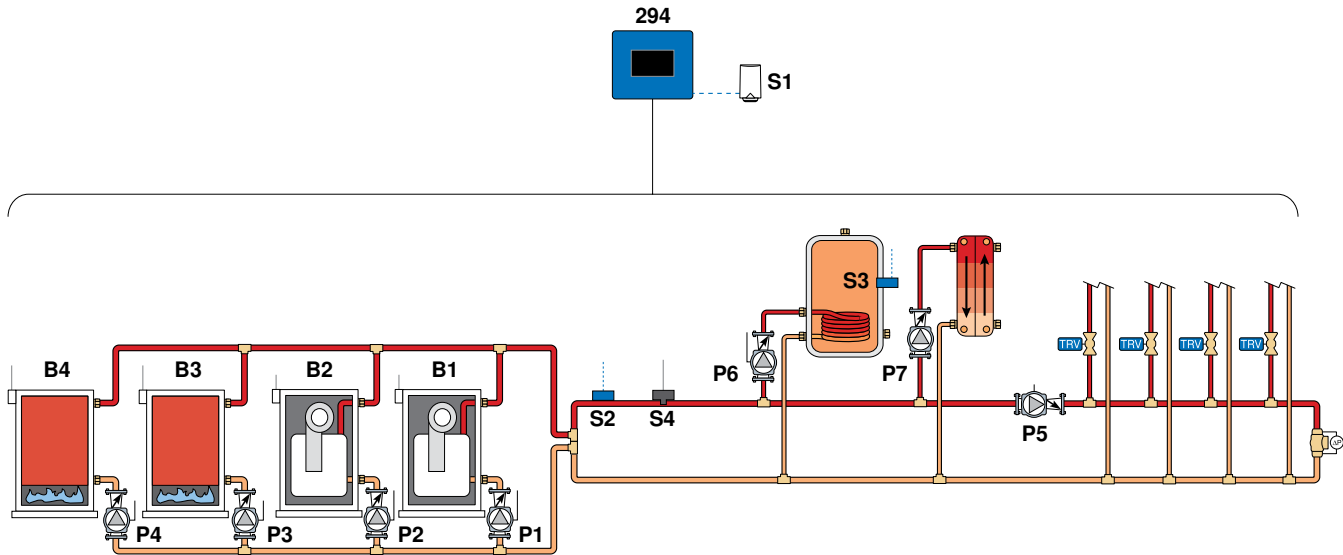 294
S1
S3
P6
P7
TRV
TRV
TRV
TRV
B4
B3
B2
B1
S2
S4
P5
ΔP
P4
P3
P2
P1